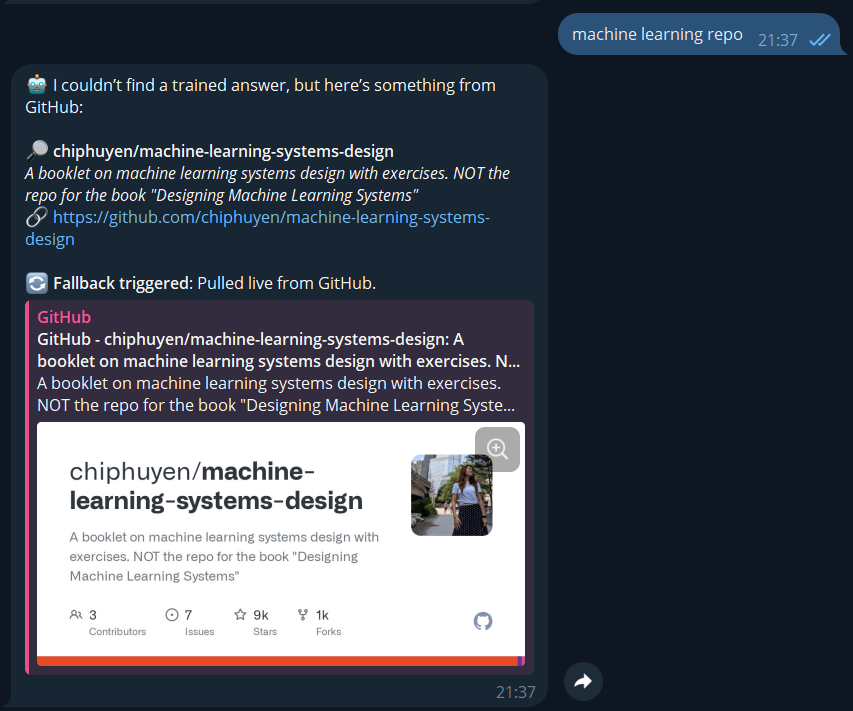 machine learning repo 21:37
🤖 I couldn’t find a trained answer, but here’s something from
GitHub:
🔎 chiphuyen/machine-learning-systems-design
A booklet on machine learning systems design with exercises. NOT the
repo for the book "Designing Machine Learning Systems"
🔗 https://github.com/chiphuyen/machine-learning-systems-
design
🔄 Fallback triggered: Pulled live from GitHub.
GitHub
GitHub - chiphuyen/machine-learning-systems-design: A
booklet on machine learning systems design with exercises. N...
A booklet on machine learning systems design with exercises.
NOT the repo for the book "Designing Machine Learning Syste...
chiphuyen/machine-
learning-systems-design
A booklet on machine learning systems design with
exercises. NOT the repo for the book "Designing
Machine Learning Systems"
3 7 9k 1k
Contributors Issues Stars Forks
21:37